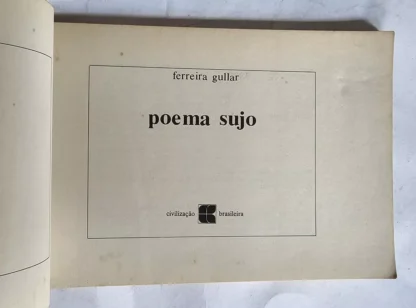 ferreira gullar
poema sujo
civilização brasileira